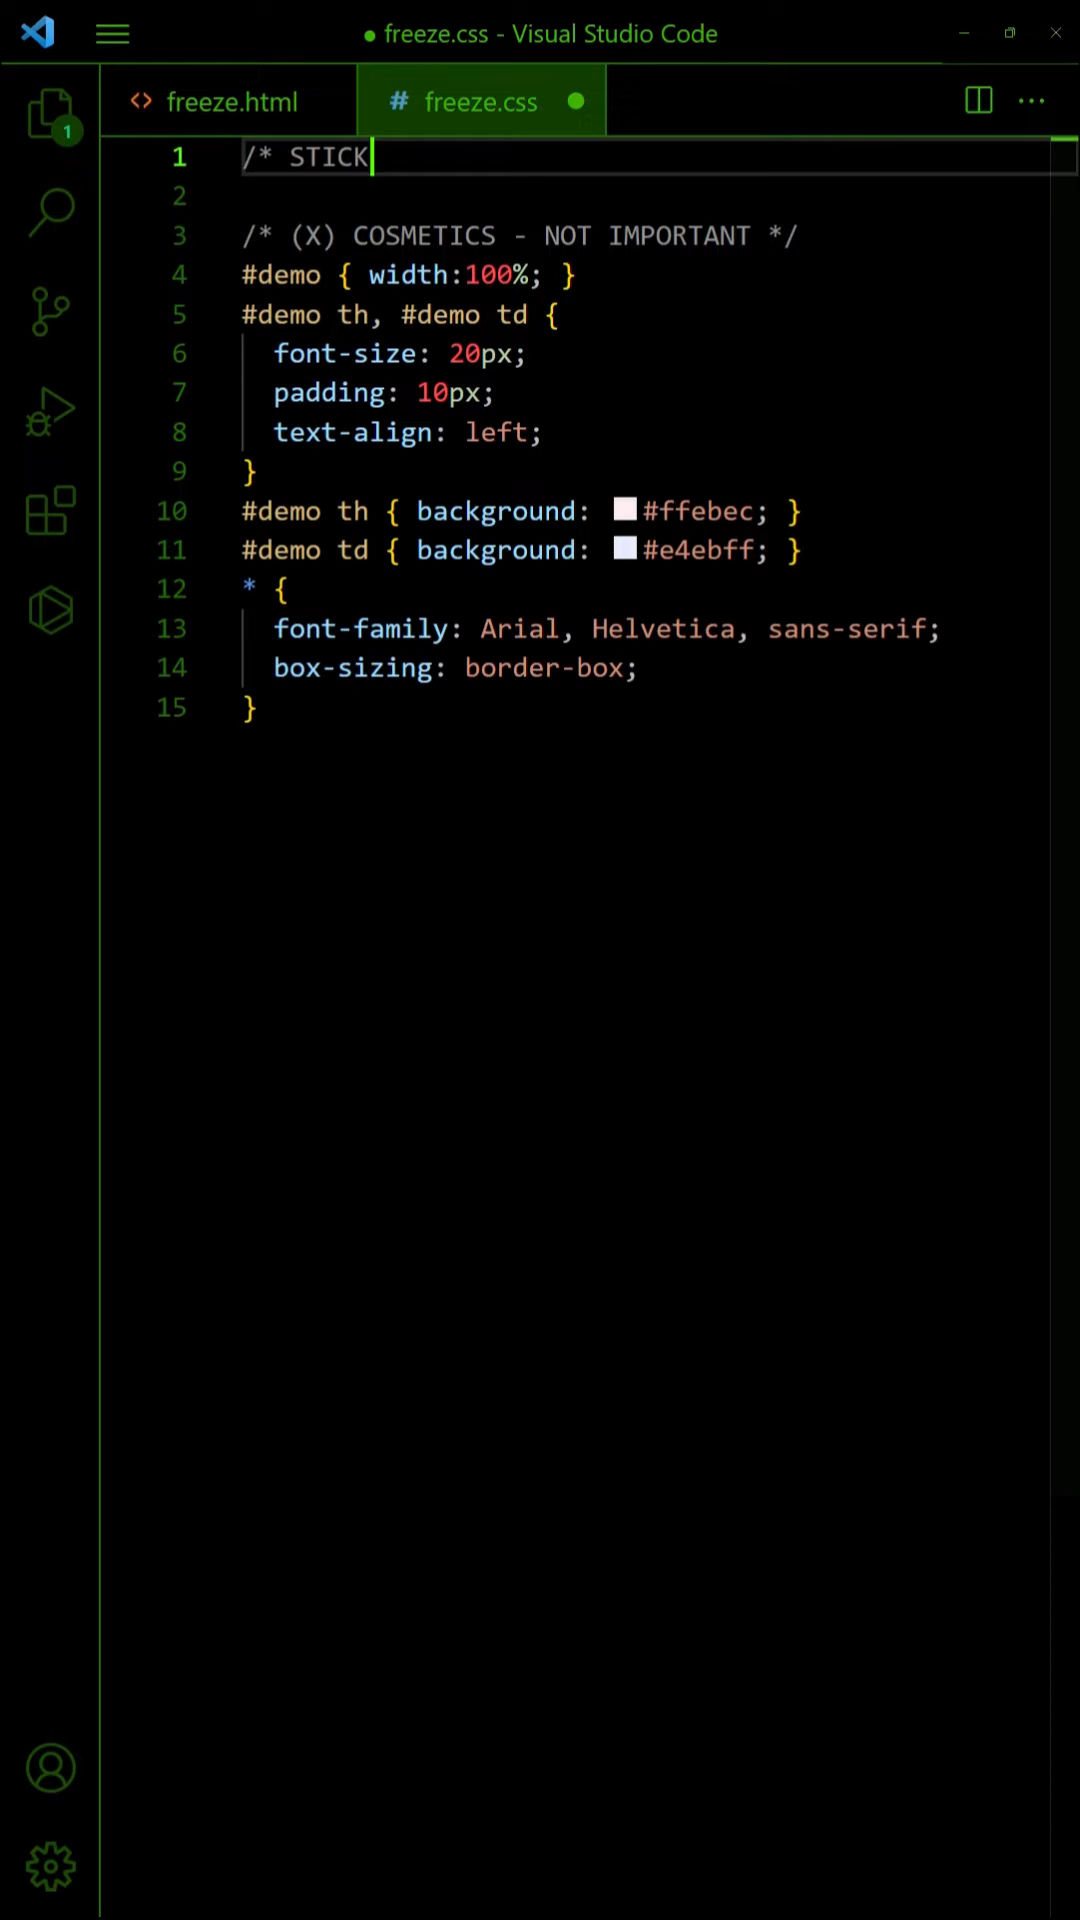 ● freeze.css - Visual Studio Code
freeze.html
# freeze.css ●
1
1 /* STICK
2
3 /* (X) COSMETICS - NOT IMPORTANT */
4 #demo { width:100%; }
5 #demo th, #demo td {
6 font-size: 20px;
7 padding: 10px;
8 text-align: left;
9 }
10 #demo th { background: #ffebec; }
11 #demo td { background: #e4ebff; }
12 * {
13 font-family: Arial, Helvetica, sans-serif;
14 box-sizing: border-box;
15 }